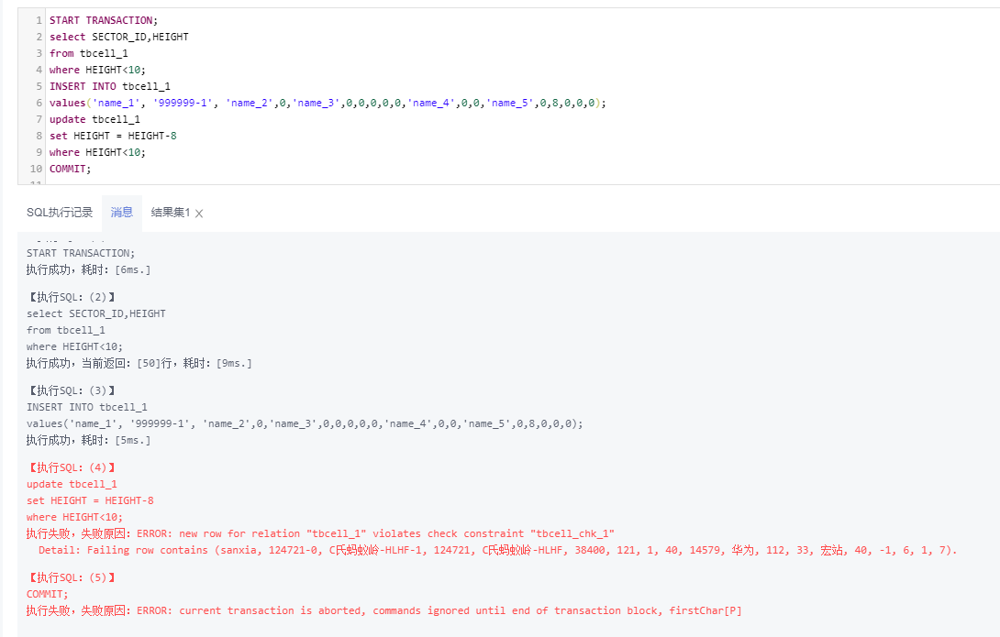 1 START TRANSACTION;
2 select SECTOR_ID,HEIGHT
3 from tbcell_1
4 where HEIGHT<10;
5 INSERT INTO tbcell_1
6 values('name_1', '999999-1', 'name_2',0,'name_3',0,0,0,0,0,'name_4',0,0,'name_5',0,8,0,0,0);
7 update tbcell_1
8 set HEIGHT = HEIGHT-8
9 where HEIGHT<10;
10 COMMIT;
11
SQL执行记录 消息 结果集1 ×
START TRANSACTION;
执行成功，耗时：[6ms.]
【执行SQL：(2)】
select SECTOR_ID,HEIGHT
from tbcell_1
where HEIGHT<10;
执行成功，当前返回：[50]行，耗时：[9ms.]
【执行SQL：(3)】
INSERT INTO tbcell_1
values('name_1', '999999-1', 'name_2',0,'name_3',0,0,0,0,0,'name_4',0,0,'name_5',0,8,0,0,0);
执行成功，耗时：[5ms.]
【执行SQL：(4)】
update tbcell_1
set HEIGHT = HEIGHT-8
where HEIGHT<10;
执行失败，失败原因：ERROR: new row for relation "tbcell_1" violates check constraint "tbcell_chk_1"
Detail: Failing row contains (sanxia, 124721-0, C氏蚂蚁岭-HLHF-1, 124721, C氏蚂蚁岭-HLHF, 38400, 121, 1, 40, 14579, 华为, 112, 33, 宏站, 40, -1, 6, 1, 7).
【执行SQL：(5)】
COMMIT;
执行失败，失败原因：ERROR: current transaction is aborted, commands ignored until end of transaction block, firstChar[P]